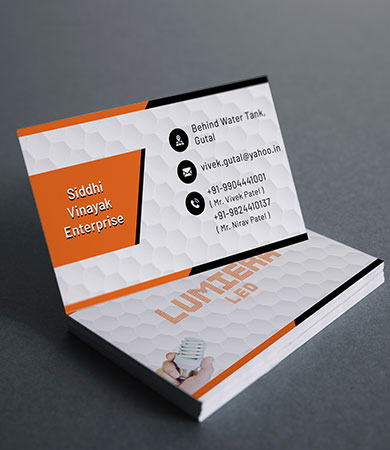 Siddhi
Vinayak
Enterprise
Behind Water Tank,
Gutal
vivek.gutal@yahoo.in
+91-9904441001
( Mr. Vivek Patel )
+91-9824410137
( Mr. Nirav Patel )
LUMIERA
LED